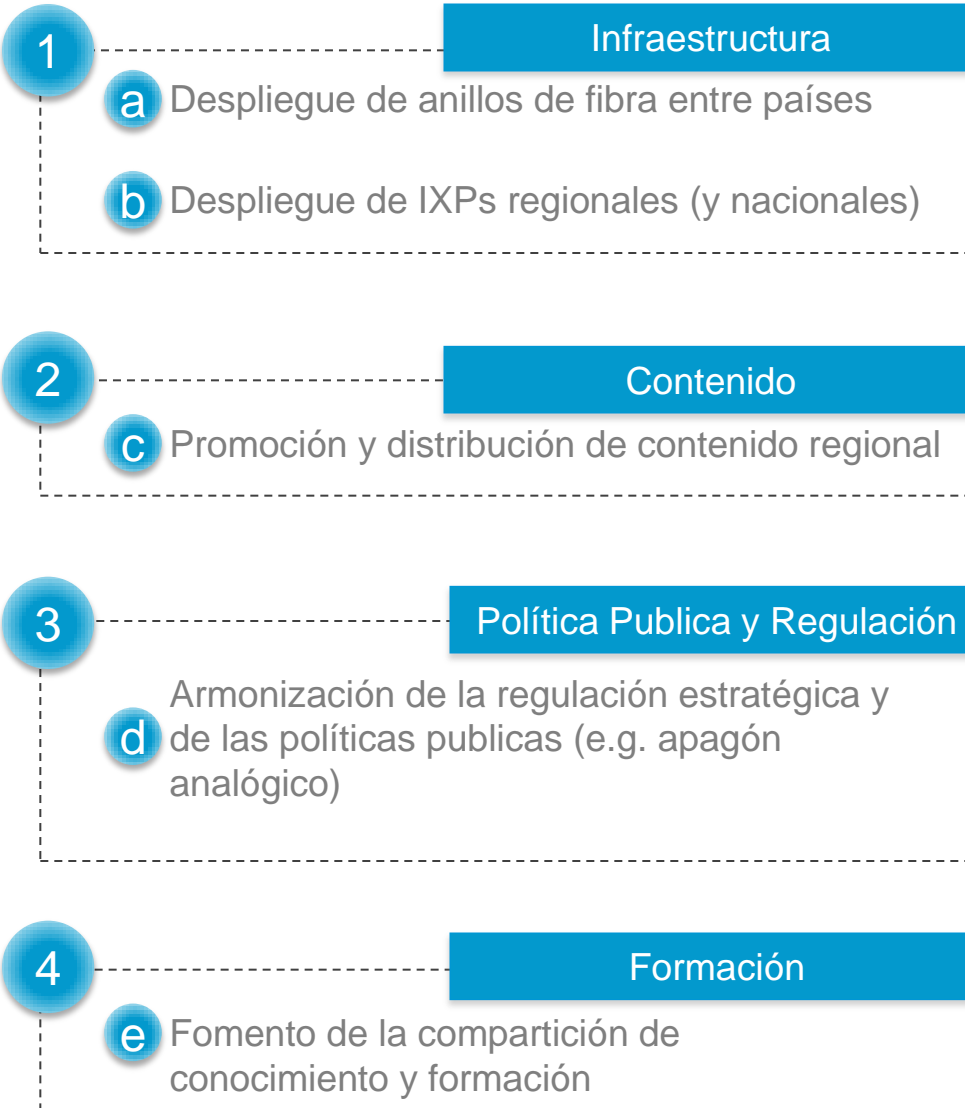 1
Infraestructura
a Despliegue de anillos de fibra entre países
b Despliegue de IXPs regionales (y nacionales)
2
Contenido
c Promoción y distribución de contenido regional
3
Política Publica y Regulación
Armonización de la regulación estratégica y
d de las políticas publicas (e.g. apagón
analógico)
4
Formación
e Fomento de la compartición de
conocimiento y formación